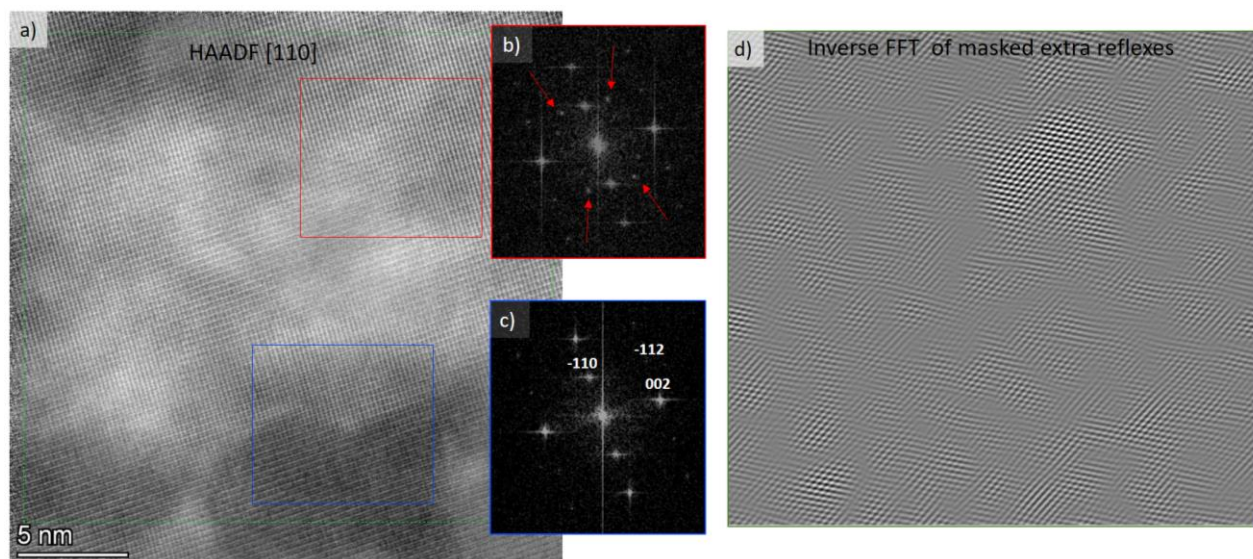 a)
HAADF [110]
5 nm
b)
c)
-110
-112
002
d)
Inverse FFT of masked extra reflexes